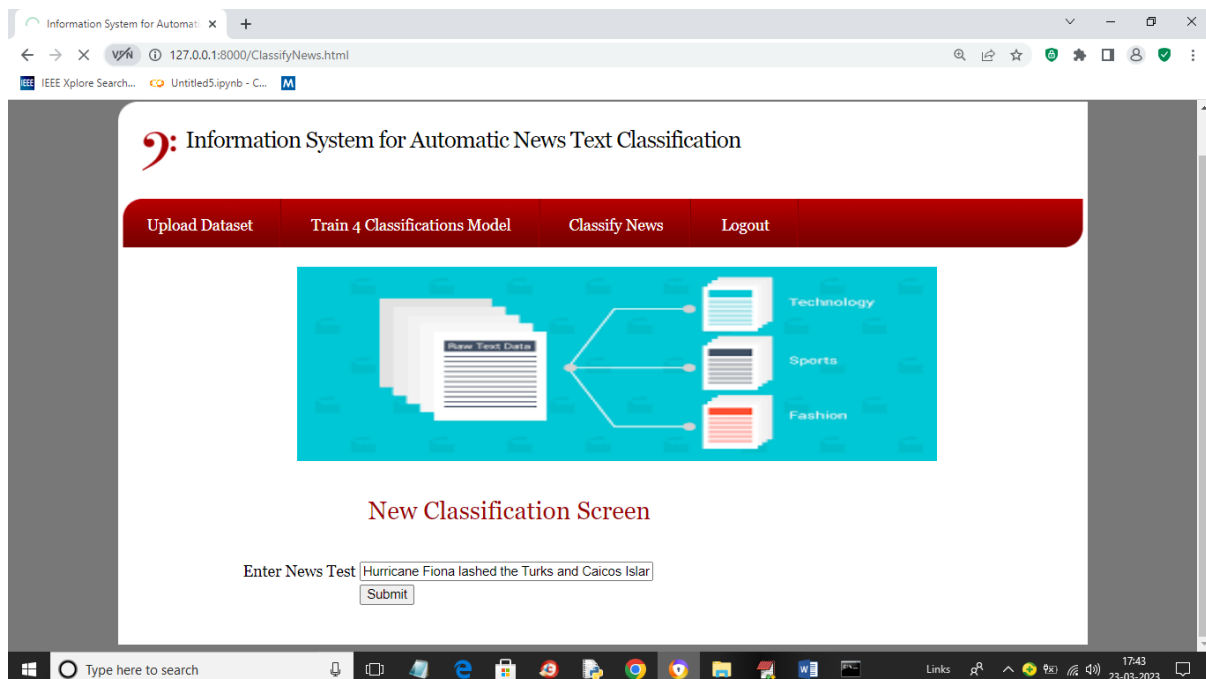 Information System for Automati
127.0.0.1:8000/ClassifyNews.html
IEEE IEEE Xplore Search... Untitled5.ipynb - C... M
Information System for Automatic News Text Classification
Upload Dataset Train 4 Classifications Model Classify News Logout
Raw Text Data
Technology
Sports
Fashion
New Classification Screen
Enter News Test Hurricane Fiona lashed the Turks and Caicos Islar
Submit
Type here to search
Links
17:43
23-03-2023